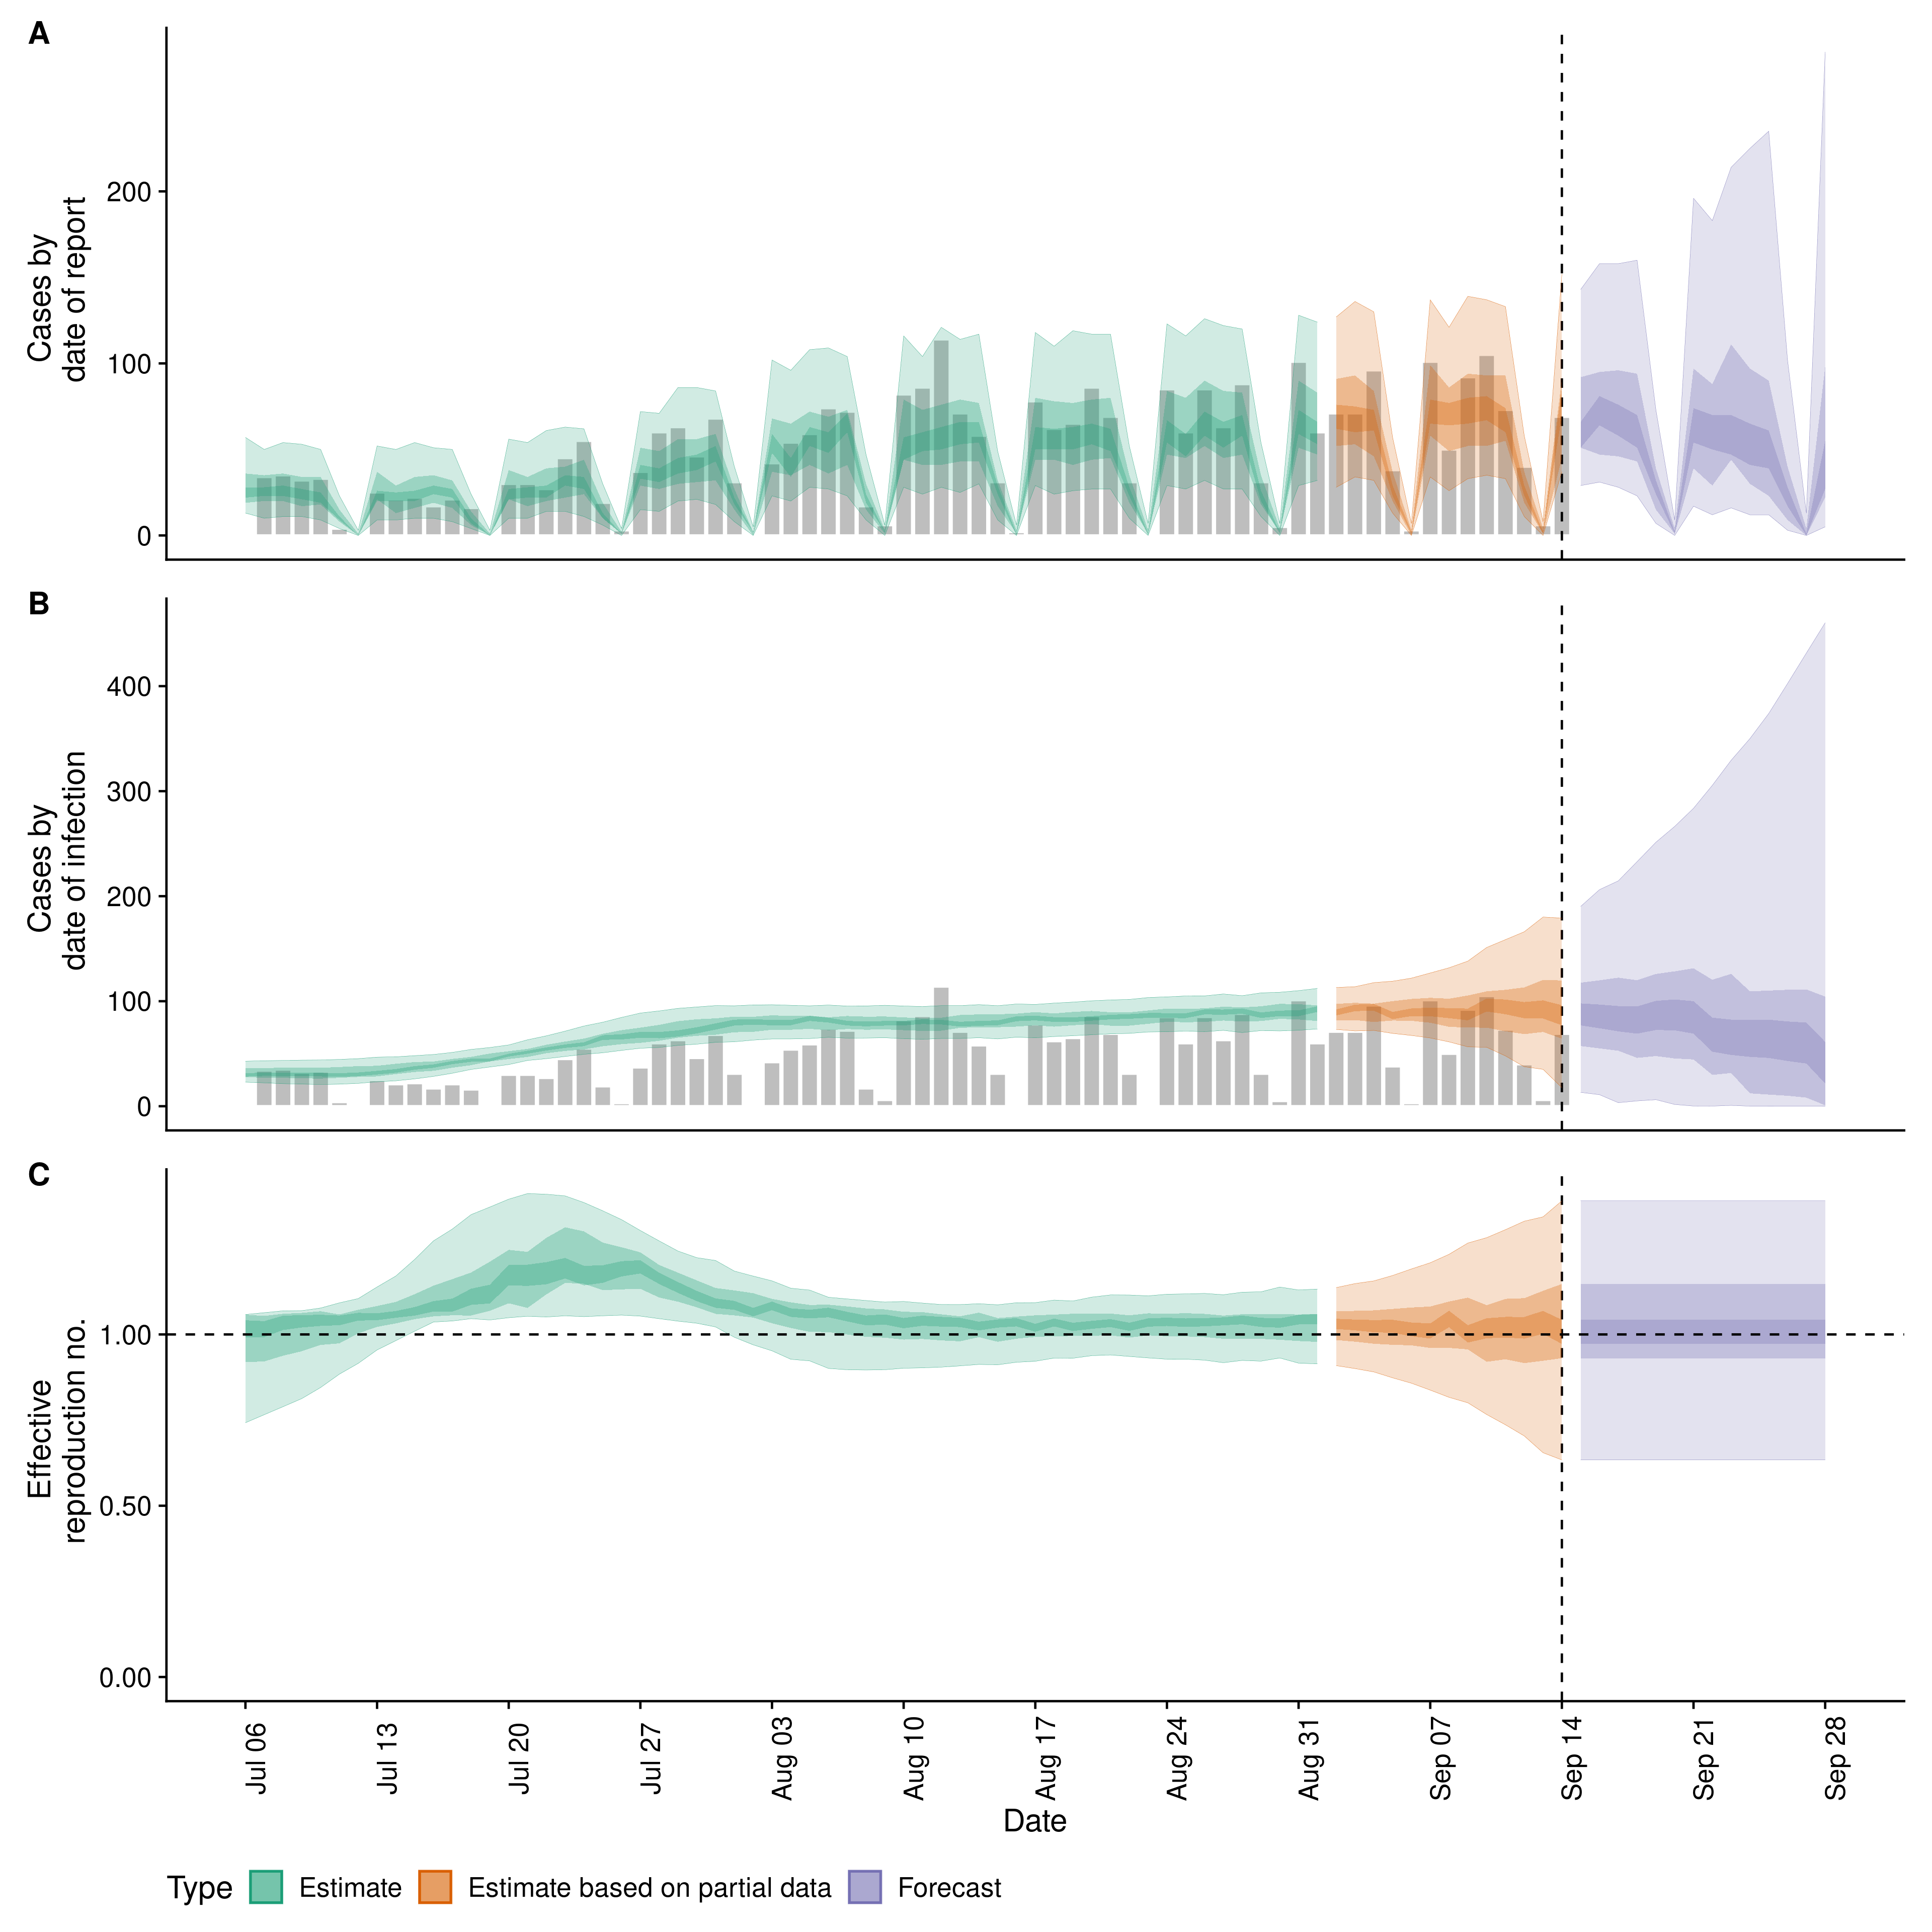 A
Cases by
date of report
200
100
0
B
Cases by
date of infection
400
300
200
100
0
C
Effective
reproduction no.
1.00
0.50
0.00
Jul 06
Jul 13
Jul 20
Jul 27
Aug 03
Aug 10
Aug 17
Aug 24
Aug 31
Sep 07
Sep 14
Sep 21
Sep 28
Date
Type Estimate Estimate based on partial data Forecast